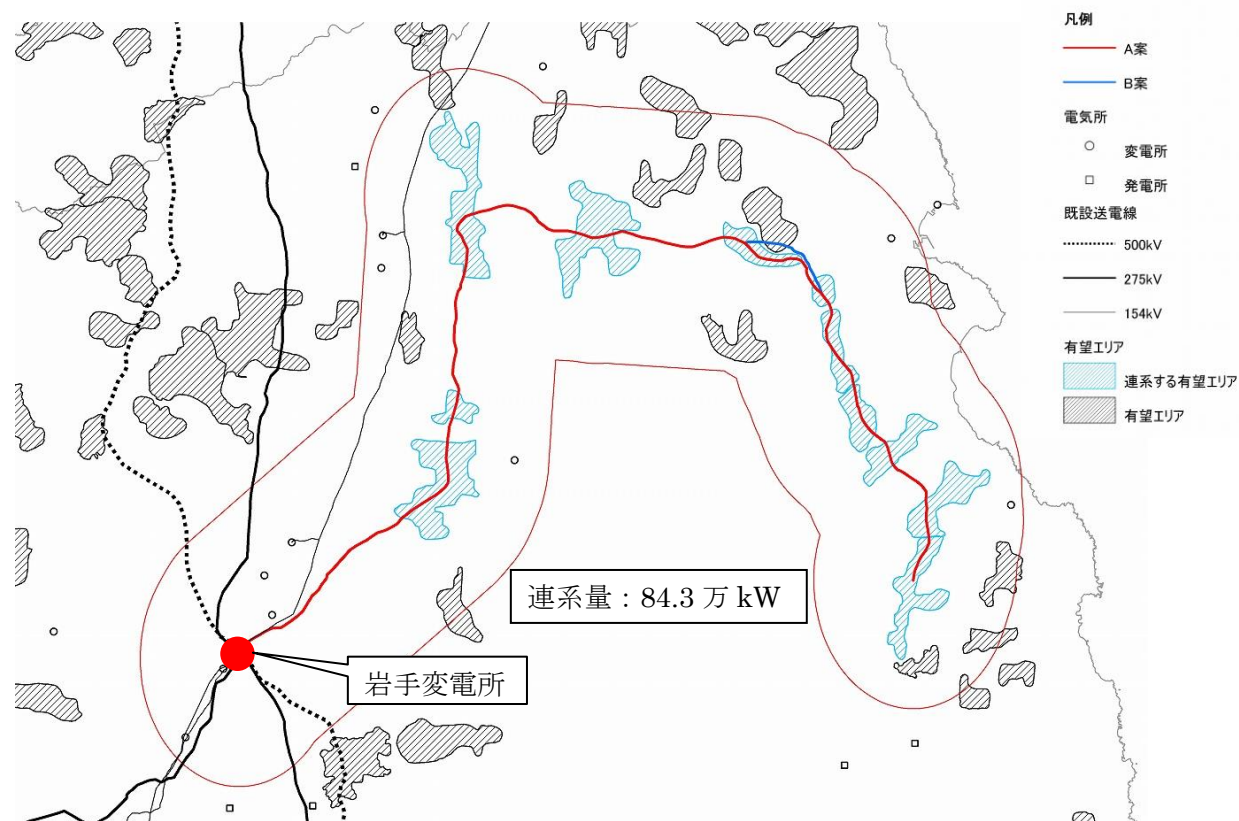 凡例
A案
B案
電気所
変電所
発電所
既設送電線
500kV
275kV
154kV
有望エリア
連系する有望エリア
有望エリア
連系量：84.3 万 kW
岩手変電所